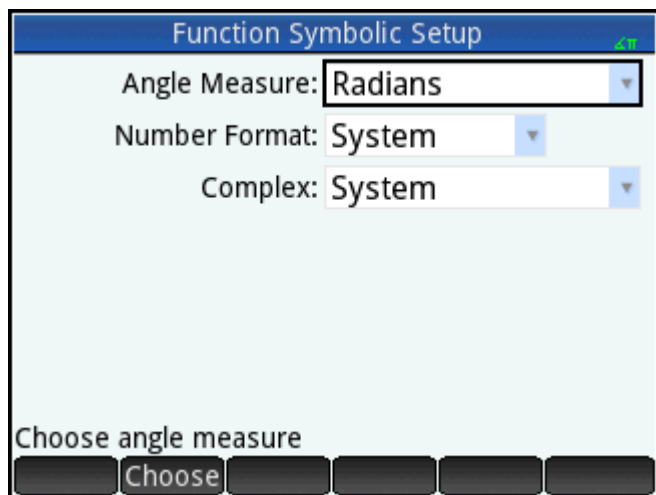 Function Symbolic Setup
∡π
Angle Measure: Radians
Number Format: System
Complex: System
Choose angle measure
Choose